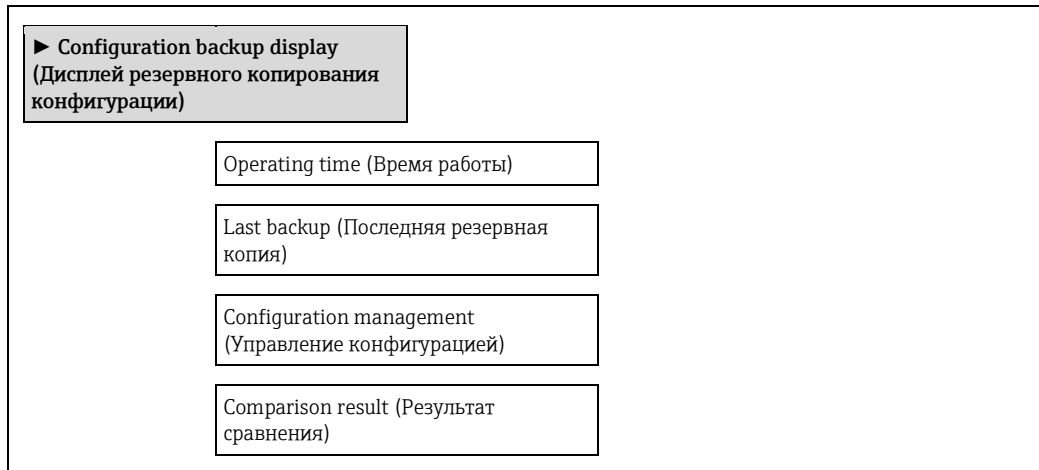 ► Configuration backup display
(Дисплей резервного копирования
конфигурации)
Operating time (Время работы)
Last backup (Последняя резервная
копия)
Configuration management
(Управление конфигурацией)
Comparison result (Результат
сравнения)